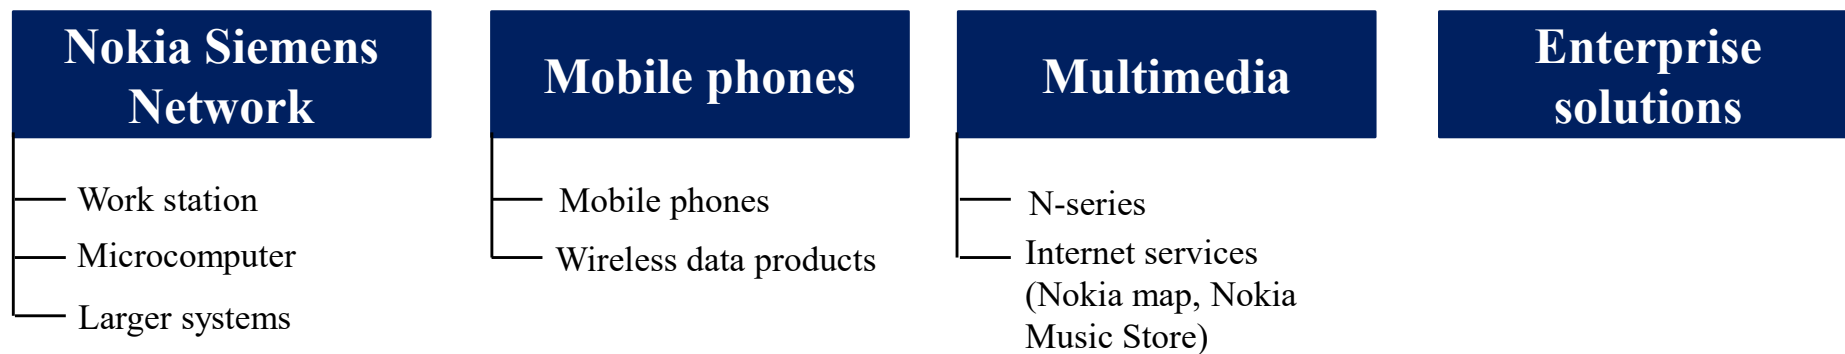 Nokia Siemens
Network
Work station
Microcomputer
Larger systems
Mobile phones
Mobile phones
Wireless data products
Multimedia
N-series
Internet services
(Nokia map, Nokia
Music Store)
Enterprise
solutions